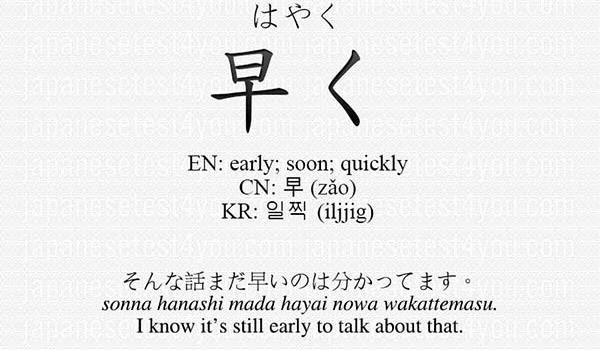 はやく
早く
EN: early; soon; quickly
CN: 早 (zǎo)
KR: 일찍 (iljjig)
そんな話まだ早いのは分かってます。
sonna hanashi mada hayai nowa wakattemasu.
I know it’s still early to talk about that.